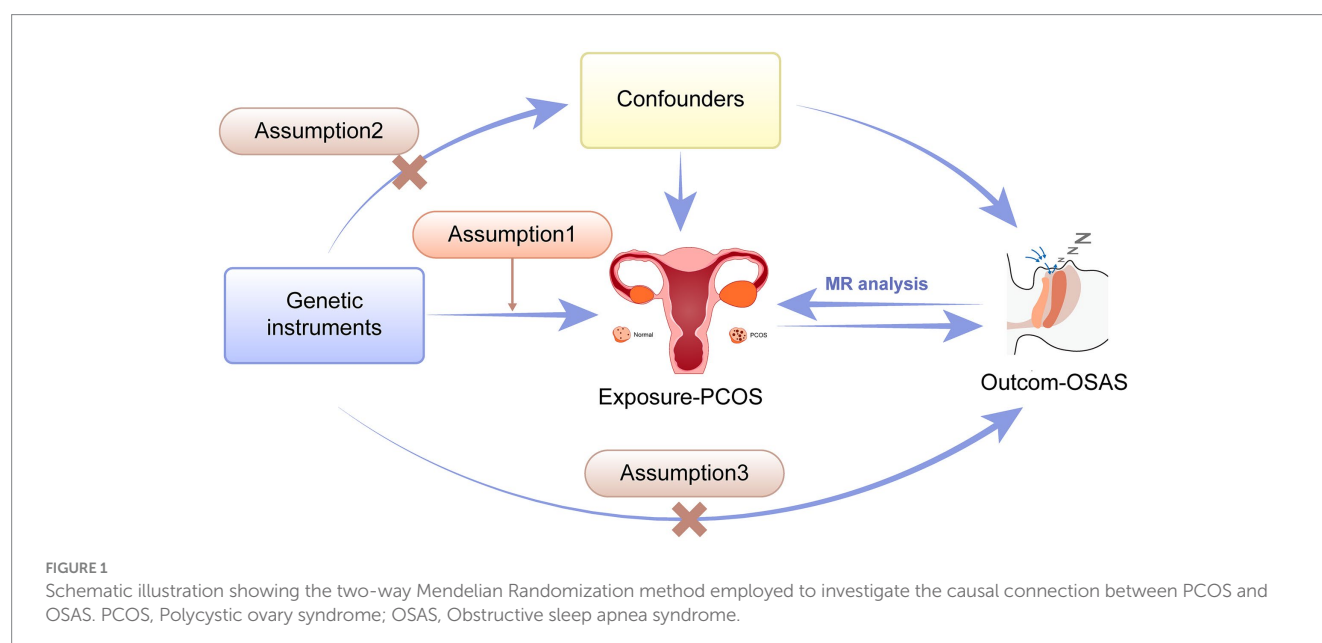 Confounders
Assumption2
Assumption1
N
N
N
N
Genetic
instruments
MR analysis
Normal
PCOS
Exposure-PCOS
Outcom-OSAS
Assumption3
FIGURE 1
Schematic illustration showing the two-way Mendelian Randomization method employed to investigate the causal connection between PCOS and
OSAS. PCOS, Polycystic ovary syndrome; OSAS, Obstructive sleep apnea syndrome.